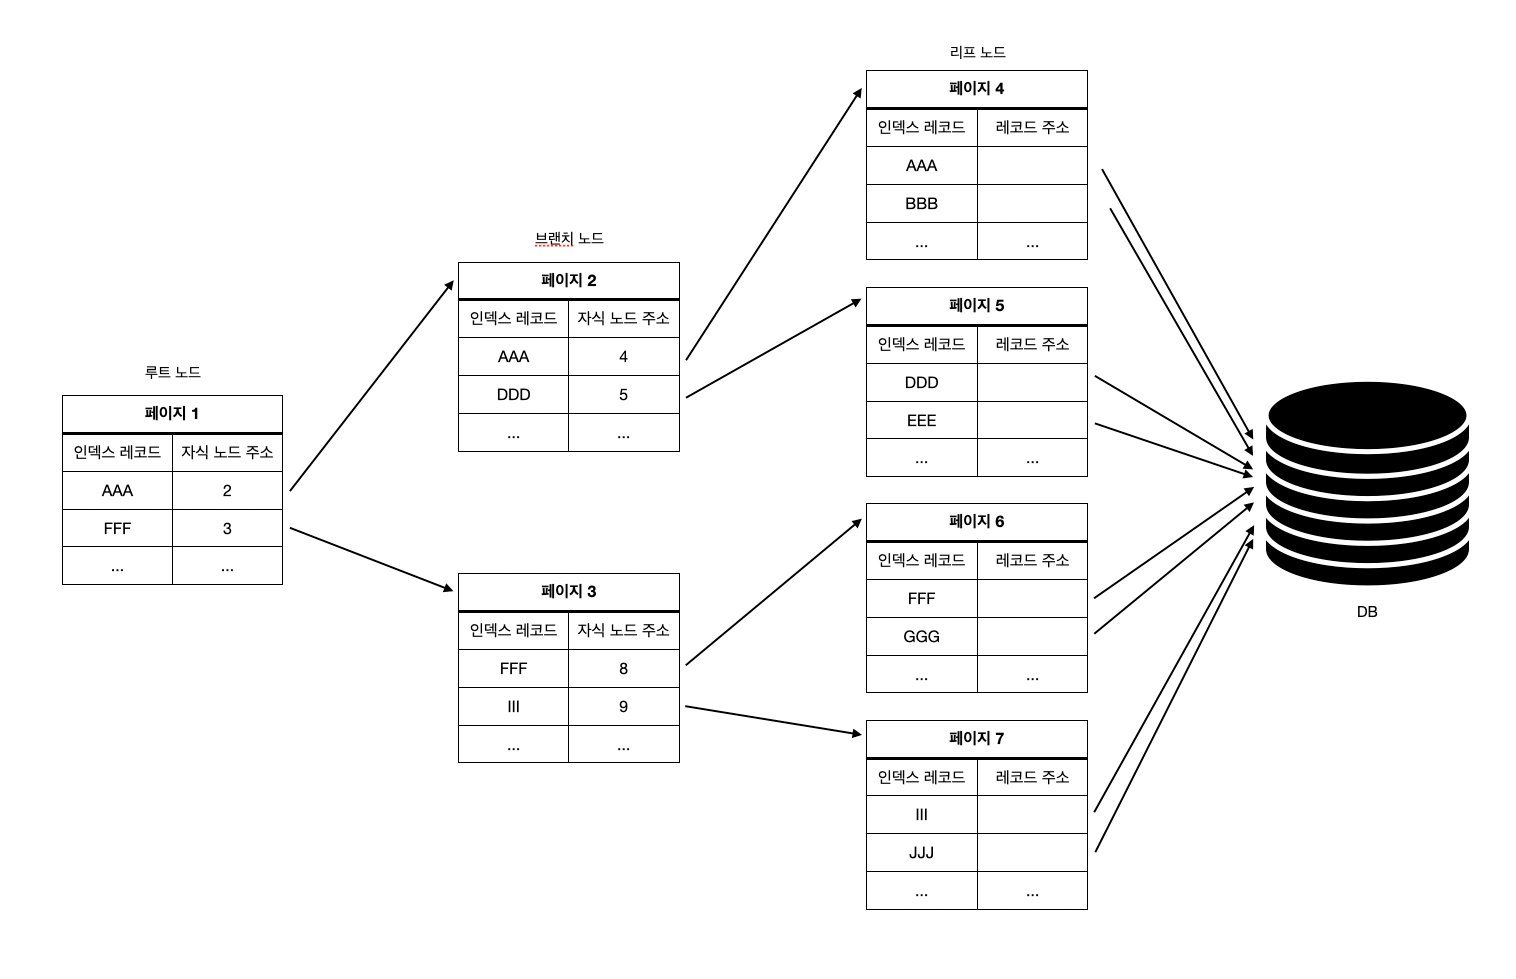 루트 노드
페이지 1
인덱스 레코드 자식 노드 주소
AAA 2
FFF 3
... ...
브랜치 노드
페이지 2
인덱스 레코드 자식 노드 주소
AAA 4
DDD 5
... ...
페이지 3
인덱스 레코드 자식 노드 주소
FFF 8
III 9
... ...
리프 노드
페이지 4
인덱스 레코드 레코드 주소
AAA
BBB
... ...
페이지 5
인덱스 레코드 레코드 주소
DDD
EEE
... ...
페이지 6
인덱스 레코드 레코드 주소
FFF
GGG
... ...
페이지 7
인덱스 레코드 레코드 주소
III
JJJ
... ...
DB